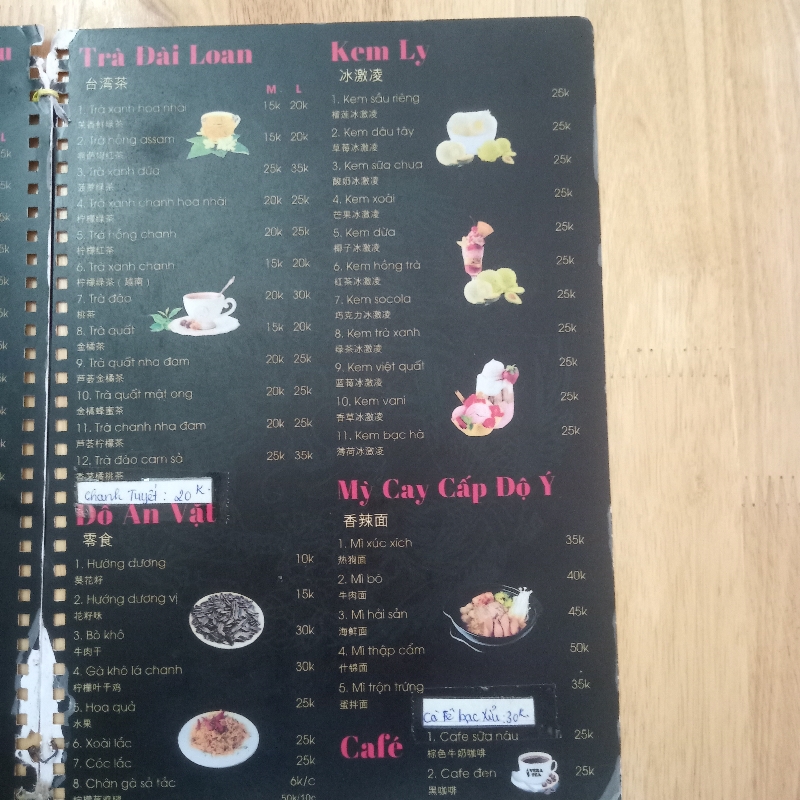 Trà Đài Loan
台湾茶
M L
1. Trà xanh hoa nhài 15k 20k
茉香籽绿茶
2. Trà hồng assam 15k 20k
3. Trà xanh dứa 25k 35k
菠萝绿茶
4. Trà xanh chanh hoa nhài 20k 25k
柠檬绿茶
5. Trà hồng chanh 20k 25k
柠檬红茶
6. Trà xanh chanh 15k 20k
柠檬绿茶（越南）
7. Trà đào 20k 30k
桃茶
8. Trà quất 15k 20k
金橘茶
9. Trà quất nha đam 20k 25k
芦荟金橘茶
10. Trà quất mật ong 20k 25k
金橘蜂蜜茶
11. Trà chanh nha đam 20k 25k
芦荟柠檬茶
12. Trà đào cam sả 25k 35k
香茅橘桃茶
Chanh Tuyết: 20K
Đồ Ăn Vặt
零食
1. Hướng dương 10k
葵花籽
2. Hướng dương vị 15k
花籽味
3. Bò khô 30k
牛肉干
4. Gà khô lá chanh 30k
柠檬叶干鸡
5. Hoa quả 25k
水果
6. Xoài lắc 25k
7. Cóc lắc 25k
8. Chân gà sả tắc 6k/c
50k/10c
Kem Ly
冰激凌
1. Kem sầu riêng 25k
榴莲冰激凌
2. Kem dâu tây 25k
草莓冰激凌
3. Kem sữa chua 25k
酸奶冰激凌
4. Kem xoài 25k
芒果冰激凌
5. Kem dừa 25k
椰子冰激凌
6. Kem hồng trà 25k
红茶冰激凌
7. Kem socola 25k
巧克力冰激凌
8. Kem trà xanh 25k
绿茶冰激凌
9. Kem việt quất 25k
蓝莓冰激凌
10. Kem vani 25k
香草冰激凌
11. Kem bạc hà 25k
薄荷冰激凌
Mỳ Cay Cấp Độ Ý
香辣面
1. Mì xúc xích 35k
热狗面
2. Mì bò 40k
牛肉面
3. Mì hải sản 45k
海鲜面
4. Mì thập cẩm 50k
什锦面
5. Mì trộn trứng 35k
蛋拌面
Cà Fê bạc xỉu: 30K
Café
1. Cafe sữa nâu 25k
棕色牛奶咖啡
2. Cafe đen 25k
黑咖啡
VERA TEA